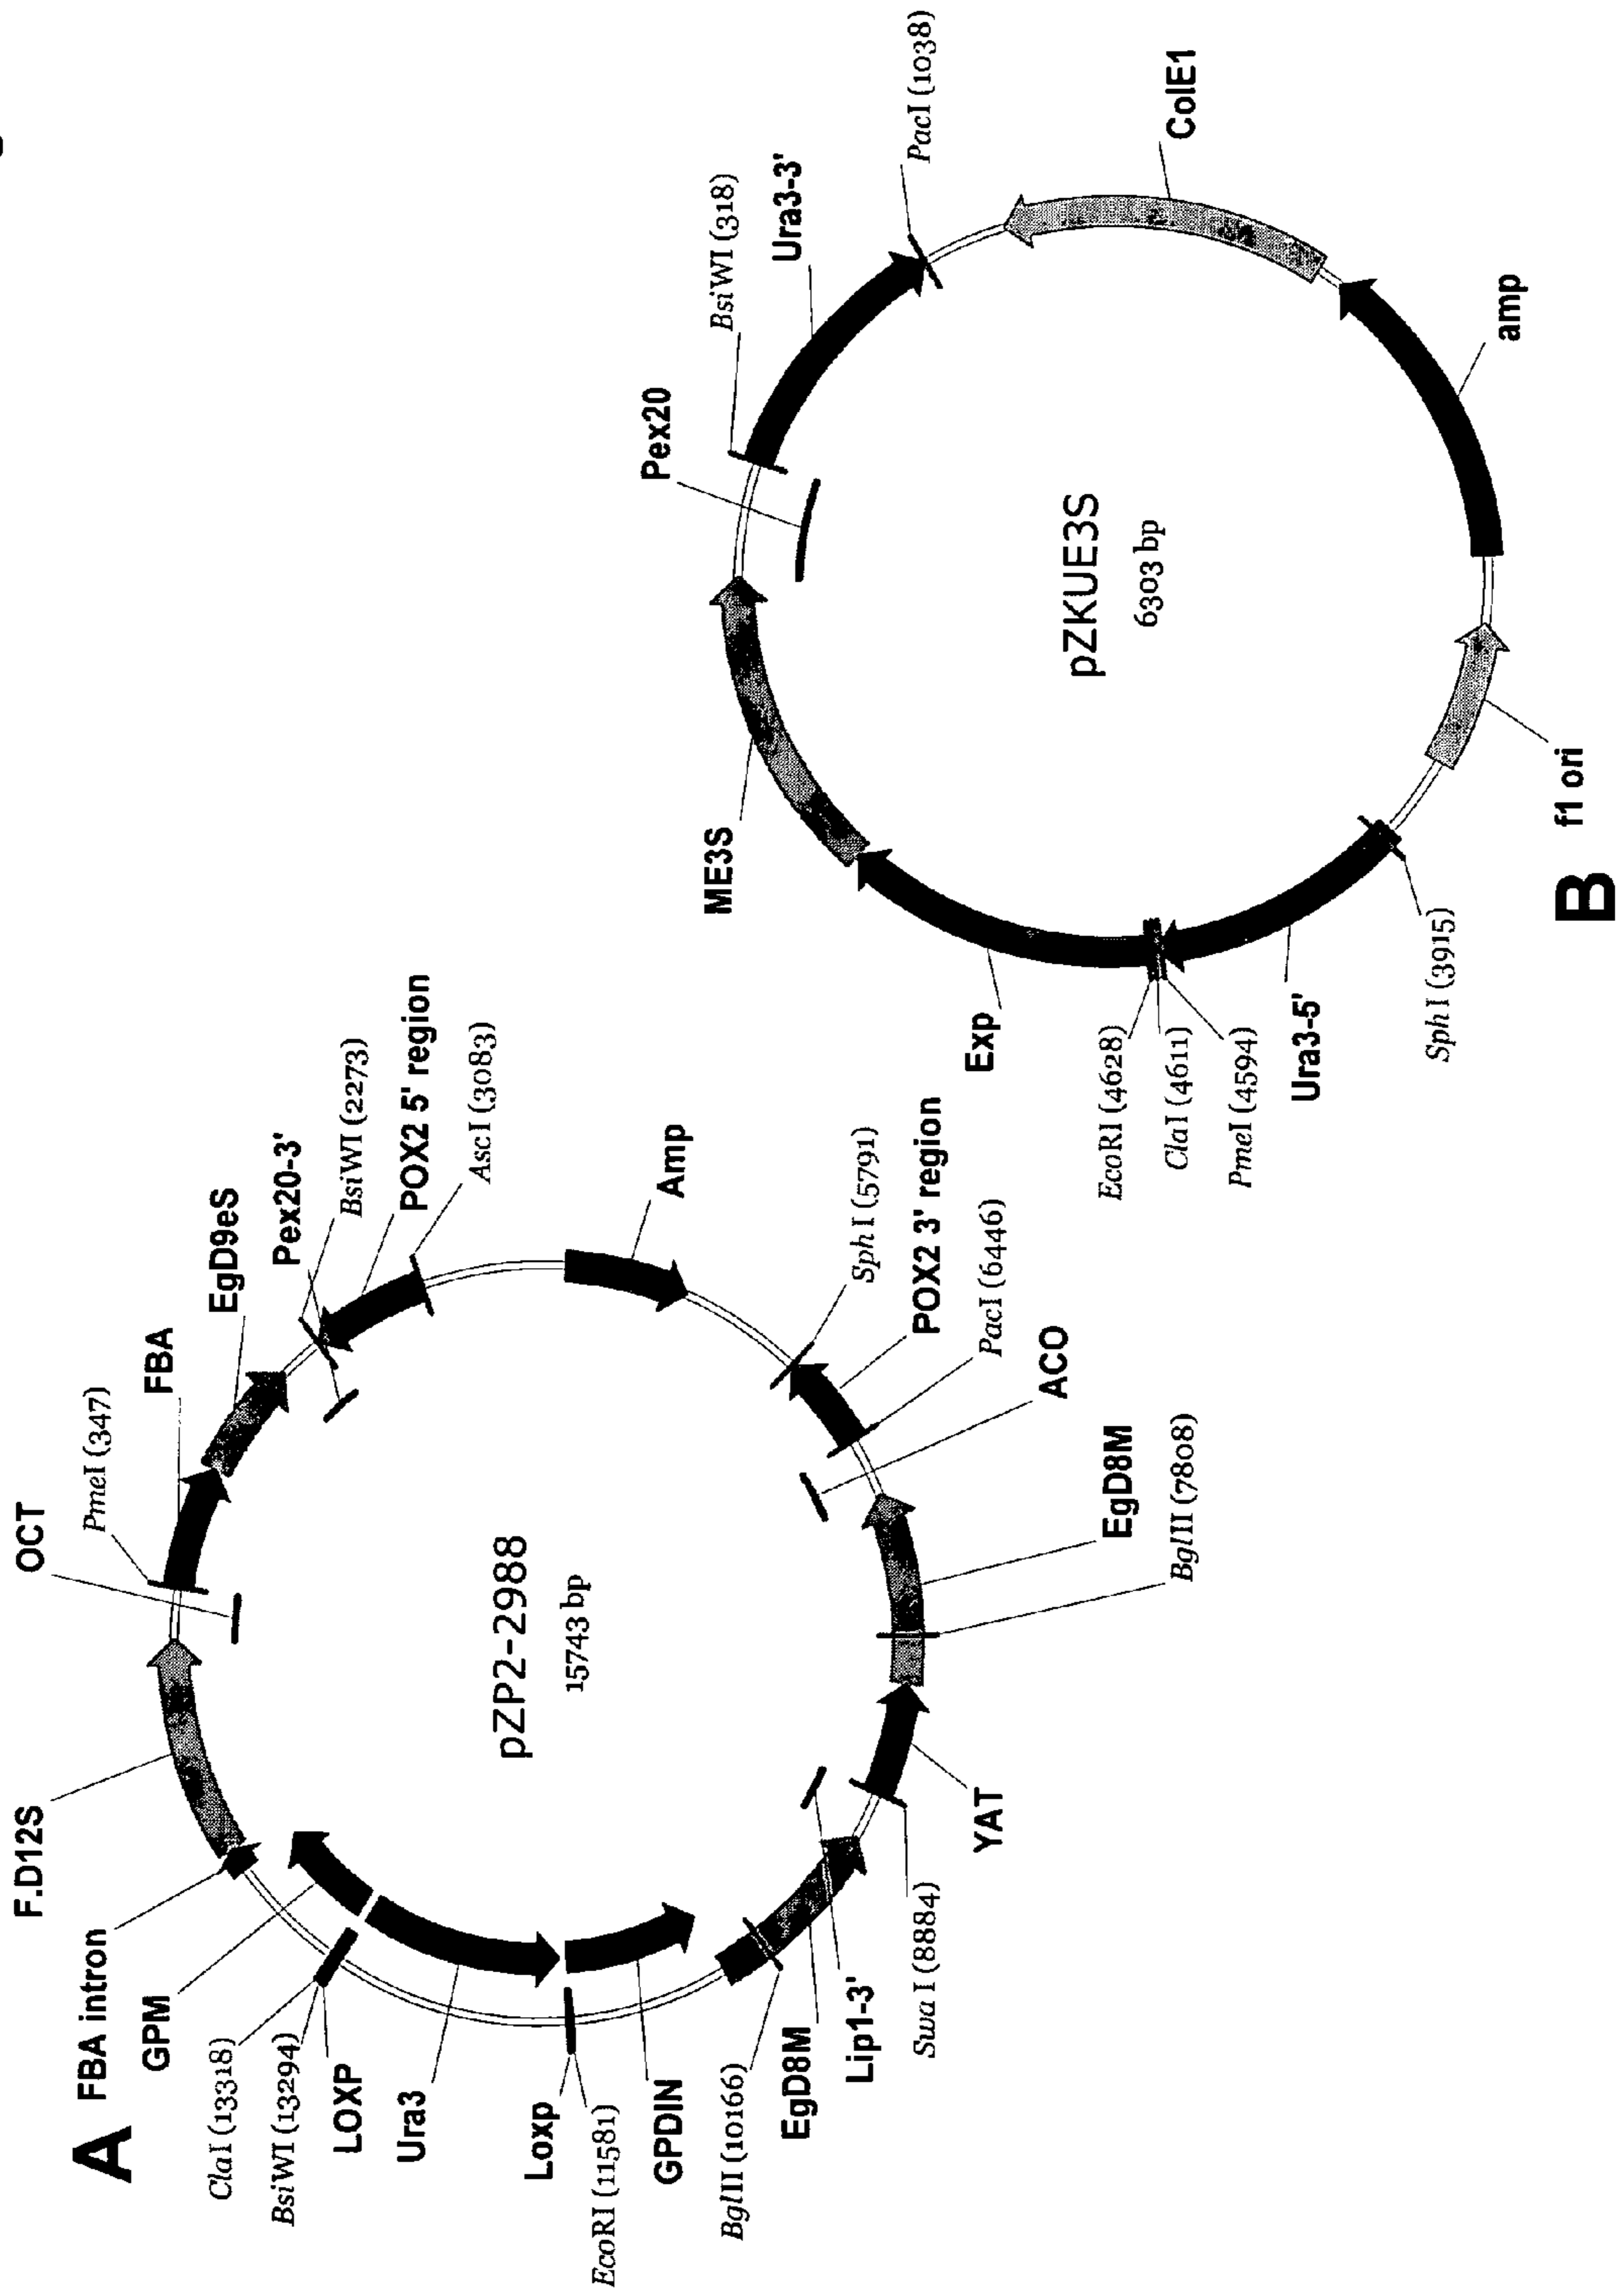 A
OCT
PmeI (347)
FBA
EgD9eS
Pex20-3'
BsiWI (2273)
POX2 5' region
AscI (3083)
Amp
SphI (5791)
POX2 3' region
PacI (6446)
ACO
EgD8M
BglII (7808)
YAT
SwaI (8884)
Lip1-3'
EgD8M
BglII (10166)
GPDIN
EcoRI (11581)
Loxp
Ura3
LOXP
BsiWI (13294)
ClaI (13318)
GPM
FBA intron
F.D12S
pZP2-2988
15743 bp
B
Pex20
BsiWI (318)
Ura3-3'
PacI (1038)
ColE1
amp
f1 ori
SphI (3915)
Ura3-5'
PmeI (4594)
ClaI (4611)
EcoRI (4628)
Exp
ME3S
pZKUE3S
6303 bp